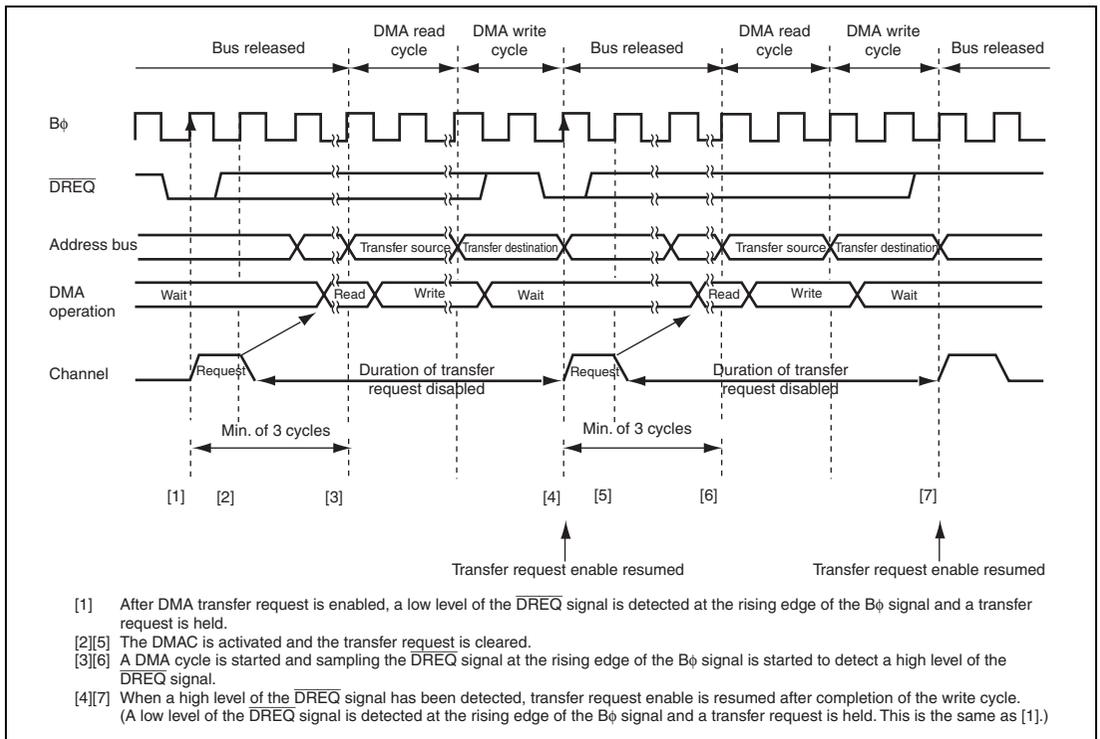 Bus released
DMA read
cycle
DMA write
cycle
Bus released
DMA read
cycle
DMA write
cycle
Bus released
Bϕ
DREQ
Address bus
Transfer source
Transfer destination
Transfer source
Transfer destination
DMA
operation
Wait
Read
Write
Wait
Read
Write
Wait
Channel
Request
Duration of transfer
request disabled
Request
Duration of transfer
request disabled
Min. of 3 cycles
Min. of 3 cycles
[1] [2] [3] [4] [5] [6] [7]
Transfer request enable resumed
Transfer request enable resumed
[1] After DMA transfer request is enabled, a low level of the DREQ signal is detected at the rising edge of the Bϕ signal and a transfer
request is held.
[2][5] The DMAC is activated and the transfer request is cleared.
[3][6] A DMA cycle is started and sampling the DREQ signal at the rising edge of the Bϕ signal is started to detect a high level of the
DREQ signal.
[4][7] When a high level of the DREQ signal has been detected, transfer request enable is resumed after completion of the write cycle.
(A low level of the DREQ signal is detected at the rising edge of the Bϕ signal and a transfer request is held. This is the same as [1].)